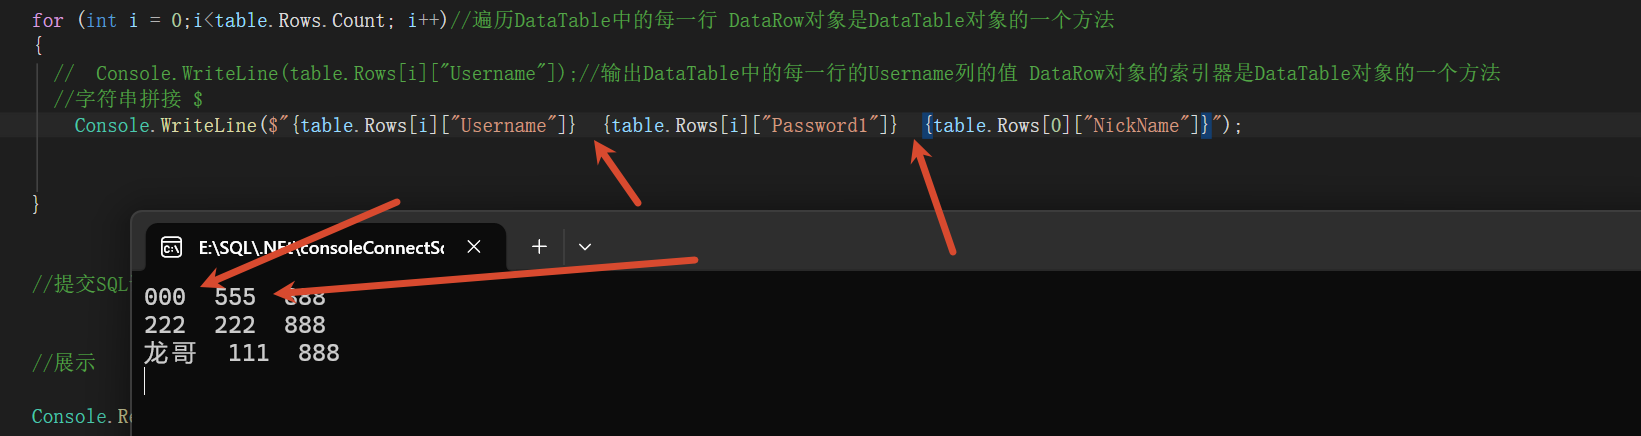 for (int i = 0;i<table.Rows.Count; i++)//遍历DataTable中的每一行 DataRow对象是DataTable对象的一个方法
{
//  Console.WriteLine(table.Rows[i]["Username"]);//输出DataTable中的每一行的Username列的值 DataRow对象的索引器是DataTable对象的一个方法
//字符串拼接 $
Console.WriteLine($"{table.Rows[i]["Username"]}  {table.Rows[i]["Password1"]}  {table.Rows[0]["NickName"]}");
}
E:\SQL\.NEt\consoleConnectSc
//提交SQL
000  555  888
222  222  888
龙哥  111  888
//展示
Console.Re